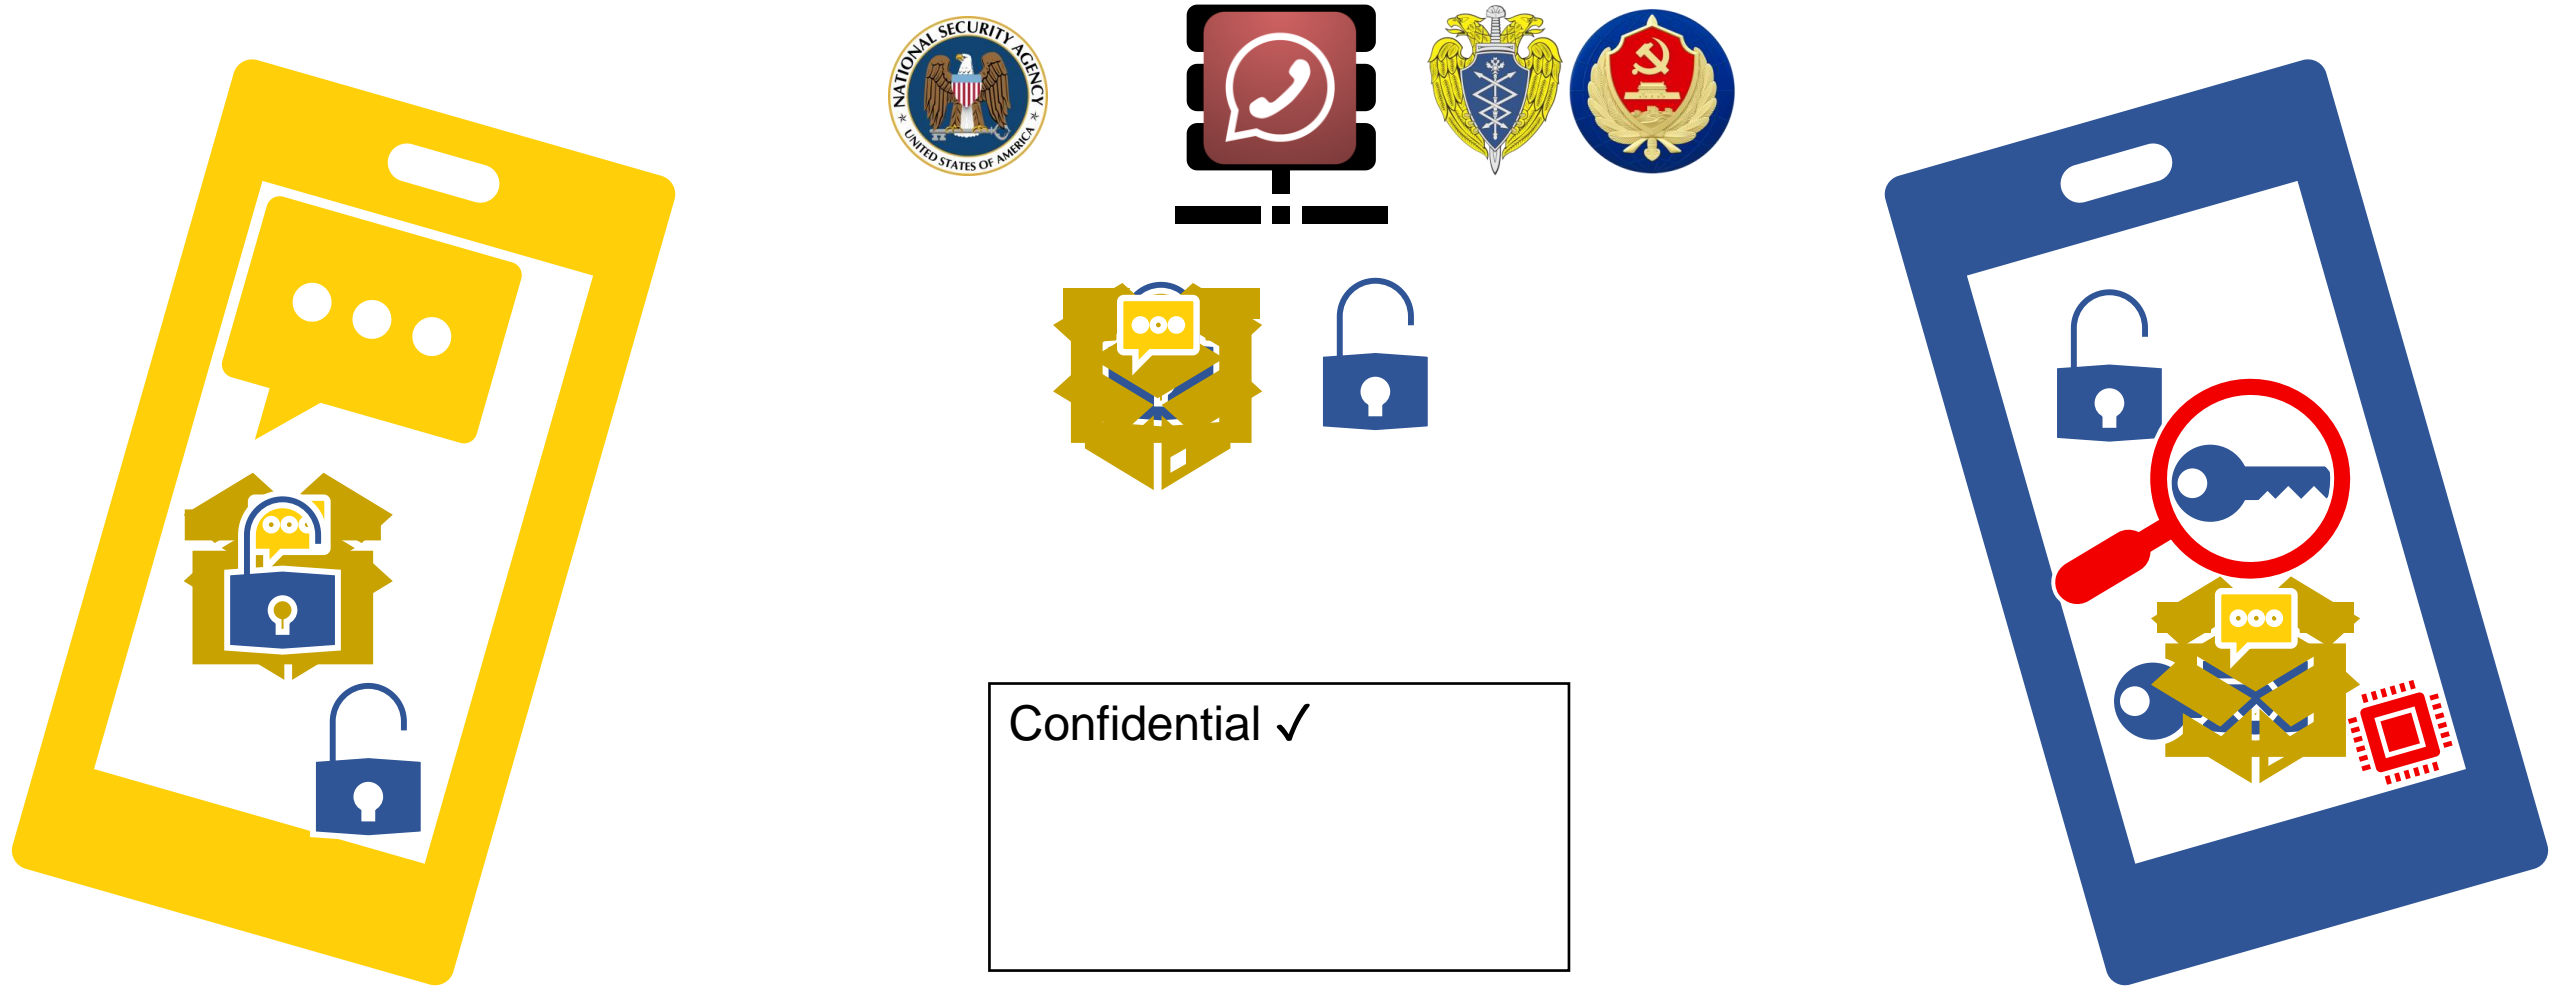 NATIONAL SECURITY AGENCY
UNITED STATES OF AMERICA
Confidential ✓